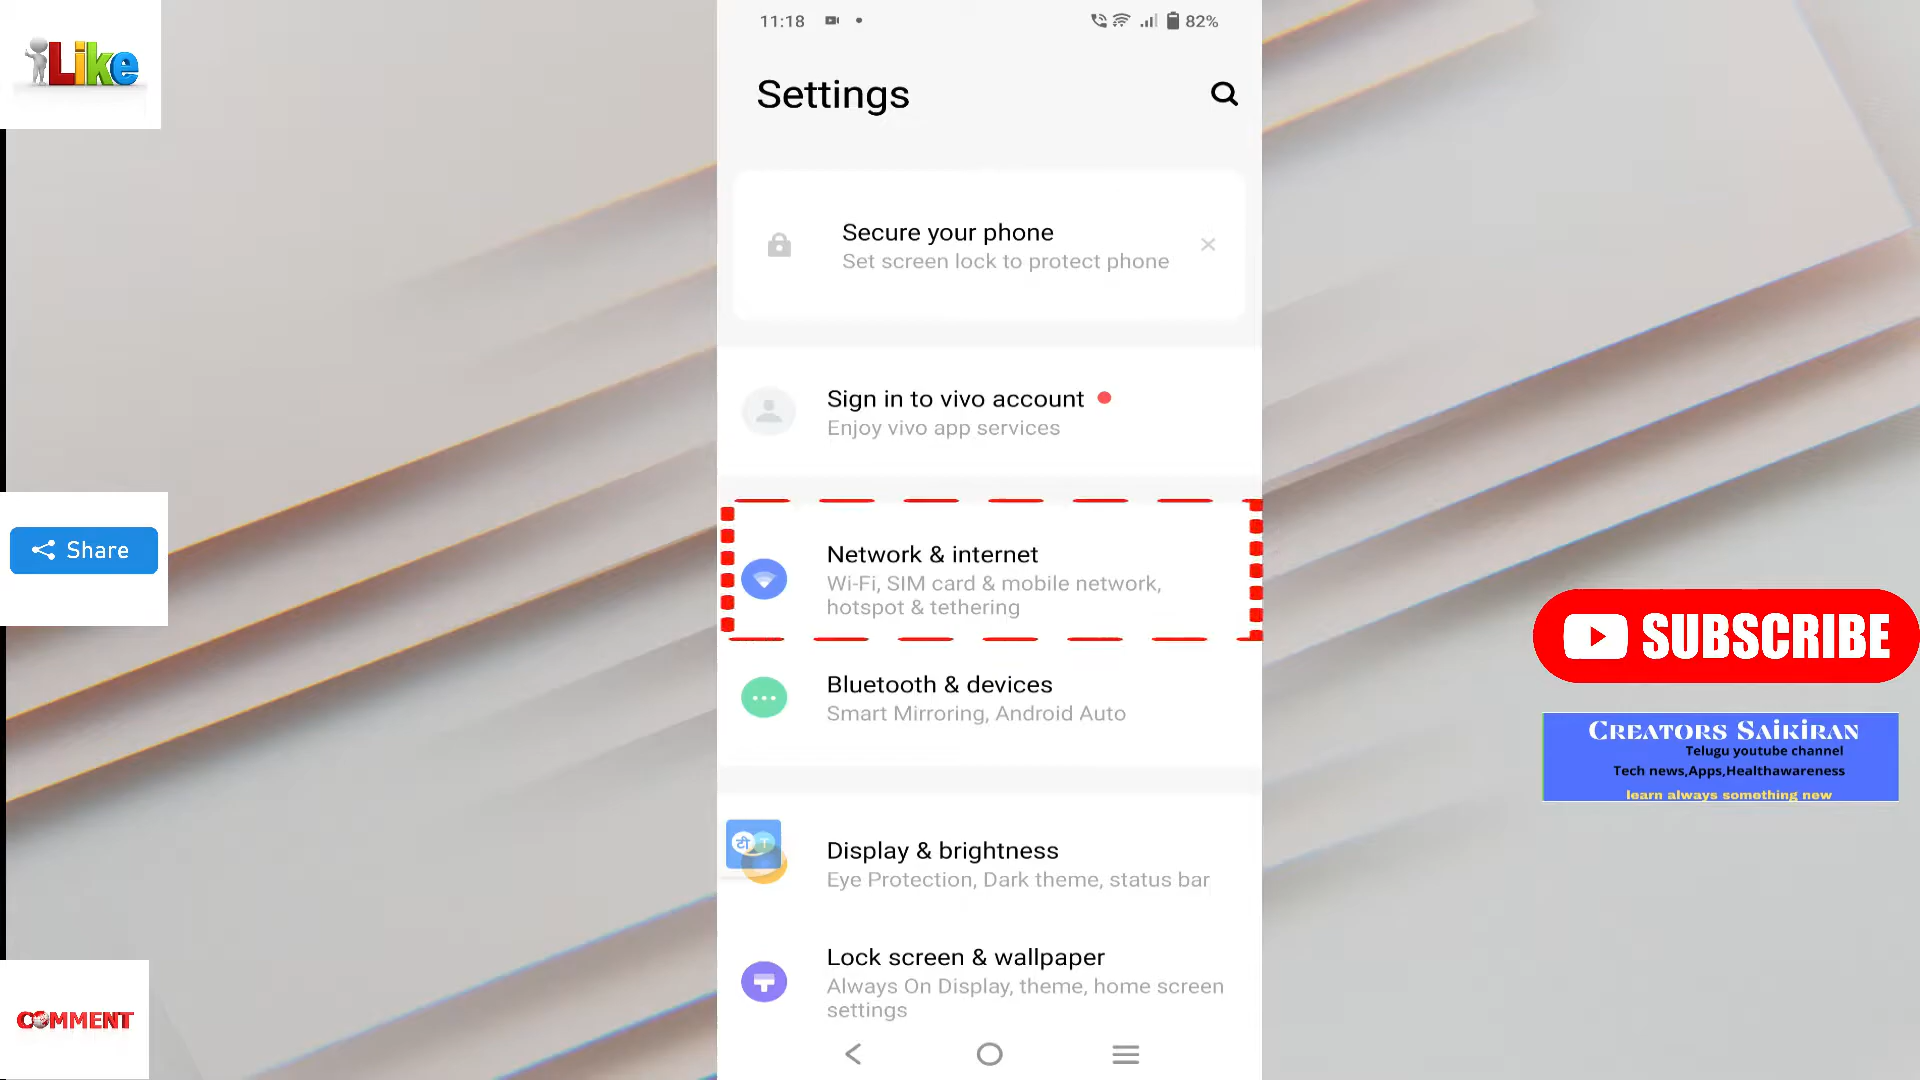 Like
11:18
82%
Settings
Secure your phone
Set screen lock to protect phone
Sign in to vivo account
Enjoy vivo app services
Network & internet
Wi-Fi, SIM card & mobile network,
hotspot & tethering
Share
Bluetooth & devices
Smart Mirroring, Android Auto
SUBSCRIBE
CREATORS SAIKIRAN
Telugu youtube channel
Tech news,Apps,Healthawareness
learn always something new
टी T
Display & brightness
Eye Protection, Dark theme, status bar
Lock screen & wallpaper
Always On Display, theme, home screen
settings
COMMENT